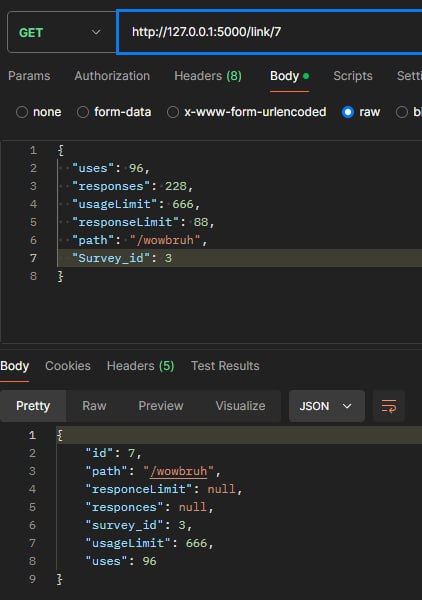 GET http://127.0.0.1:5000/link/7
Params Authorization Headers (8) Body Scripts Setti
none form-data x-www-form-urlencoded raw bi
1 {
2 "uses": 96,
3 "responses": 228,
4 "usageLimit": 666,
5 "responseLimit": 88,
6 "path": "/wowbruh",
7 "Survey_id": 3
8 }
Body Cookies Headers (5) Test Results
Pretty Raw Preview Visualize JSON
1 {
2 "id": 7,
3 "path": "/wowbruh",
4 "responceLimit": null,
5 "responces": null,
6 "survey_id": 3,
7 "usageLimit": 666,
8 "uses": 96
9 }